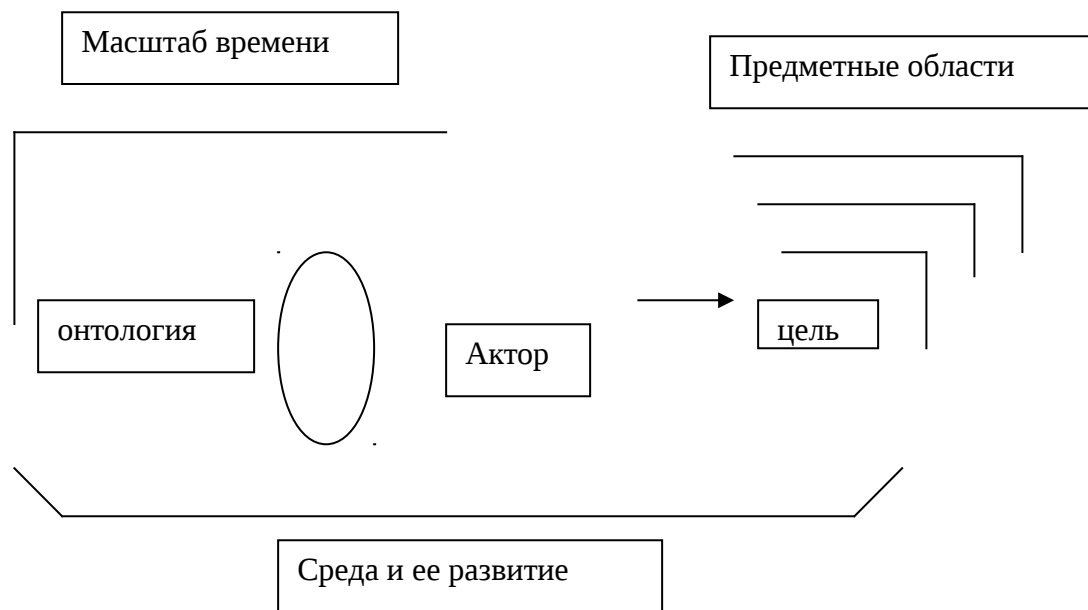 Масштаб времени
Предметные области
онтология
Актор
цель
Среда и ее развитие